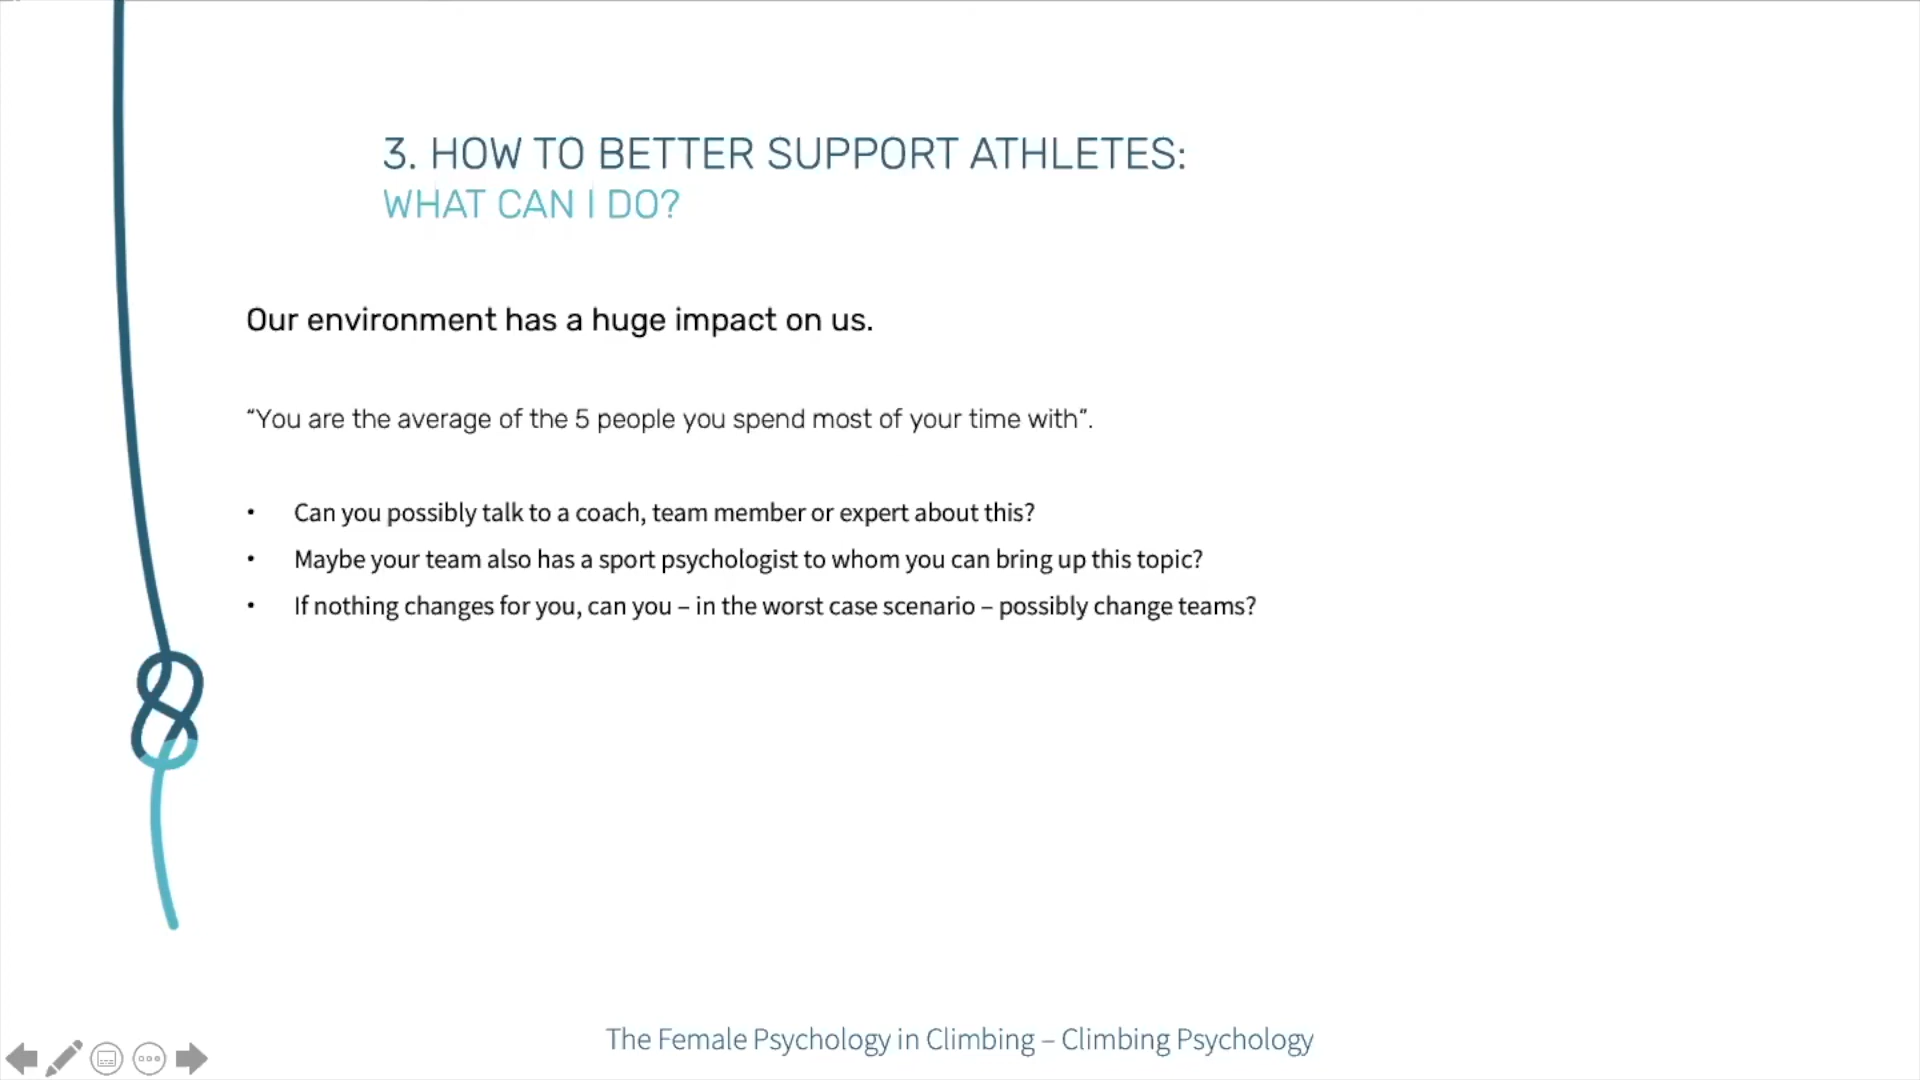 3. HOW TO BETTER SUPPORT ATHLETES:
WHAT CAN I DO?
Our environment has a huge impact on us.
“You are the average of the 5 people you spend most of your time with”.
• Can you possibly talk to a coach, team member or expert about this?
• Maybe your team also has a sport psychologist to whom you can bring up this topic?
• If nothing changes for you, can you – in the worst case scenario – possibly change teams?
The Female Psychology in Climbing – Climbing Psychology